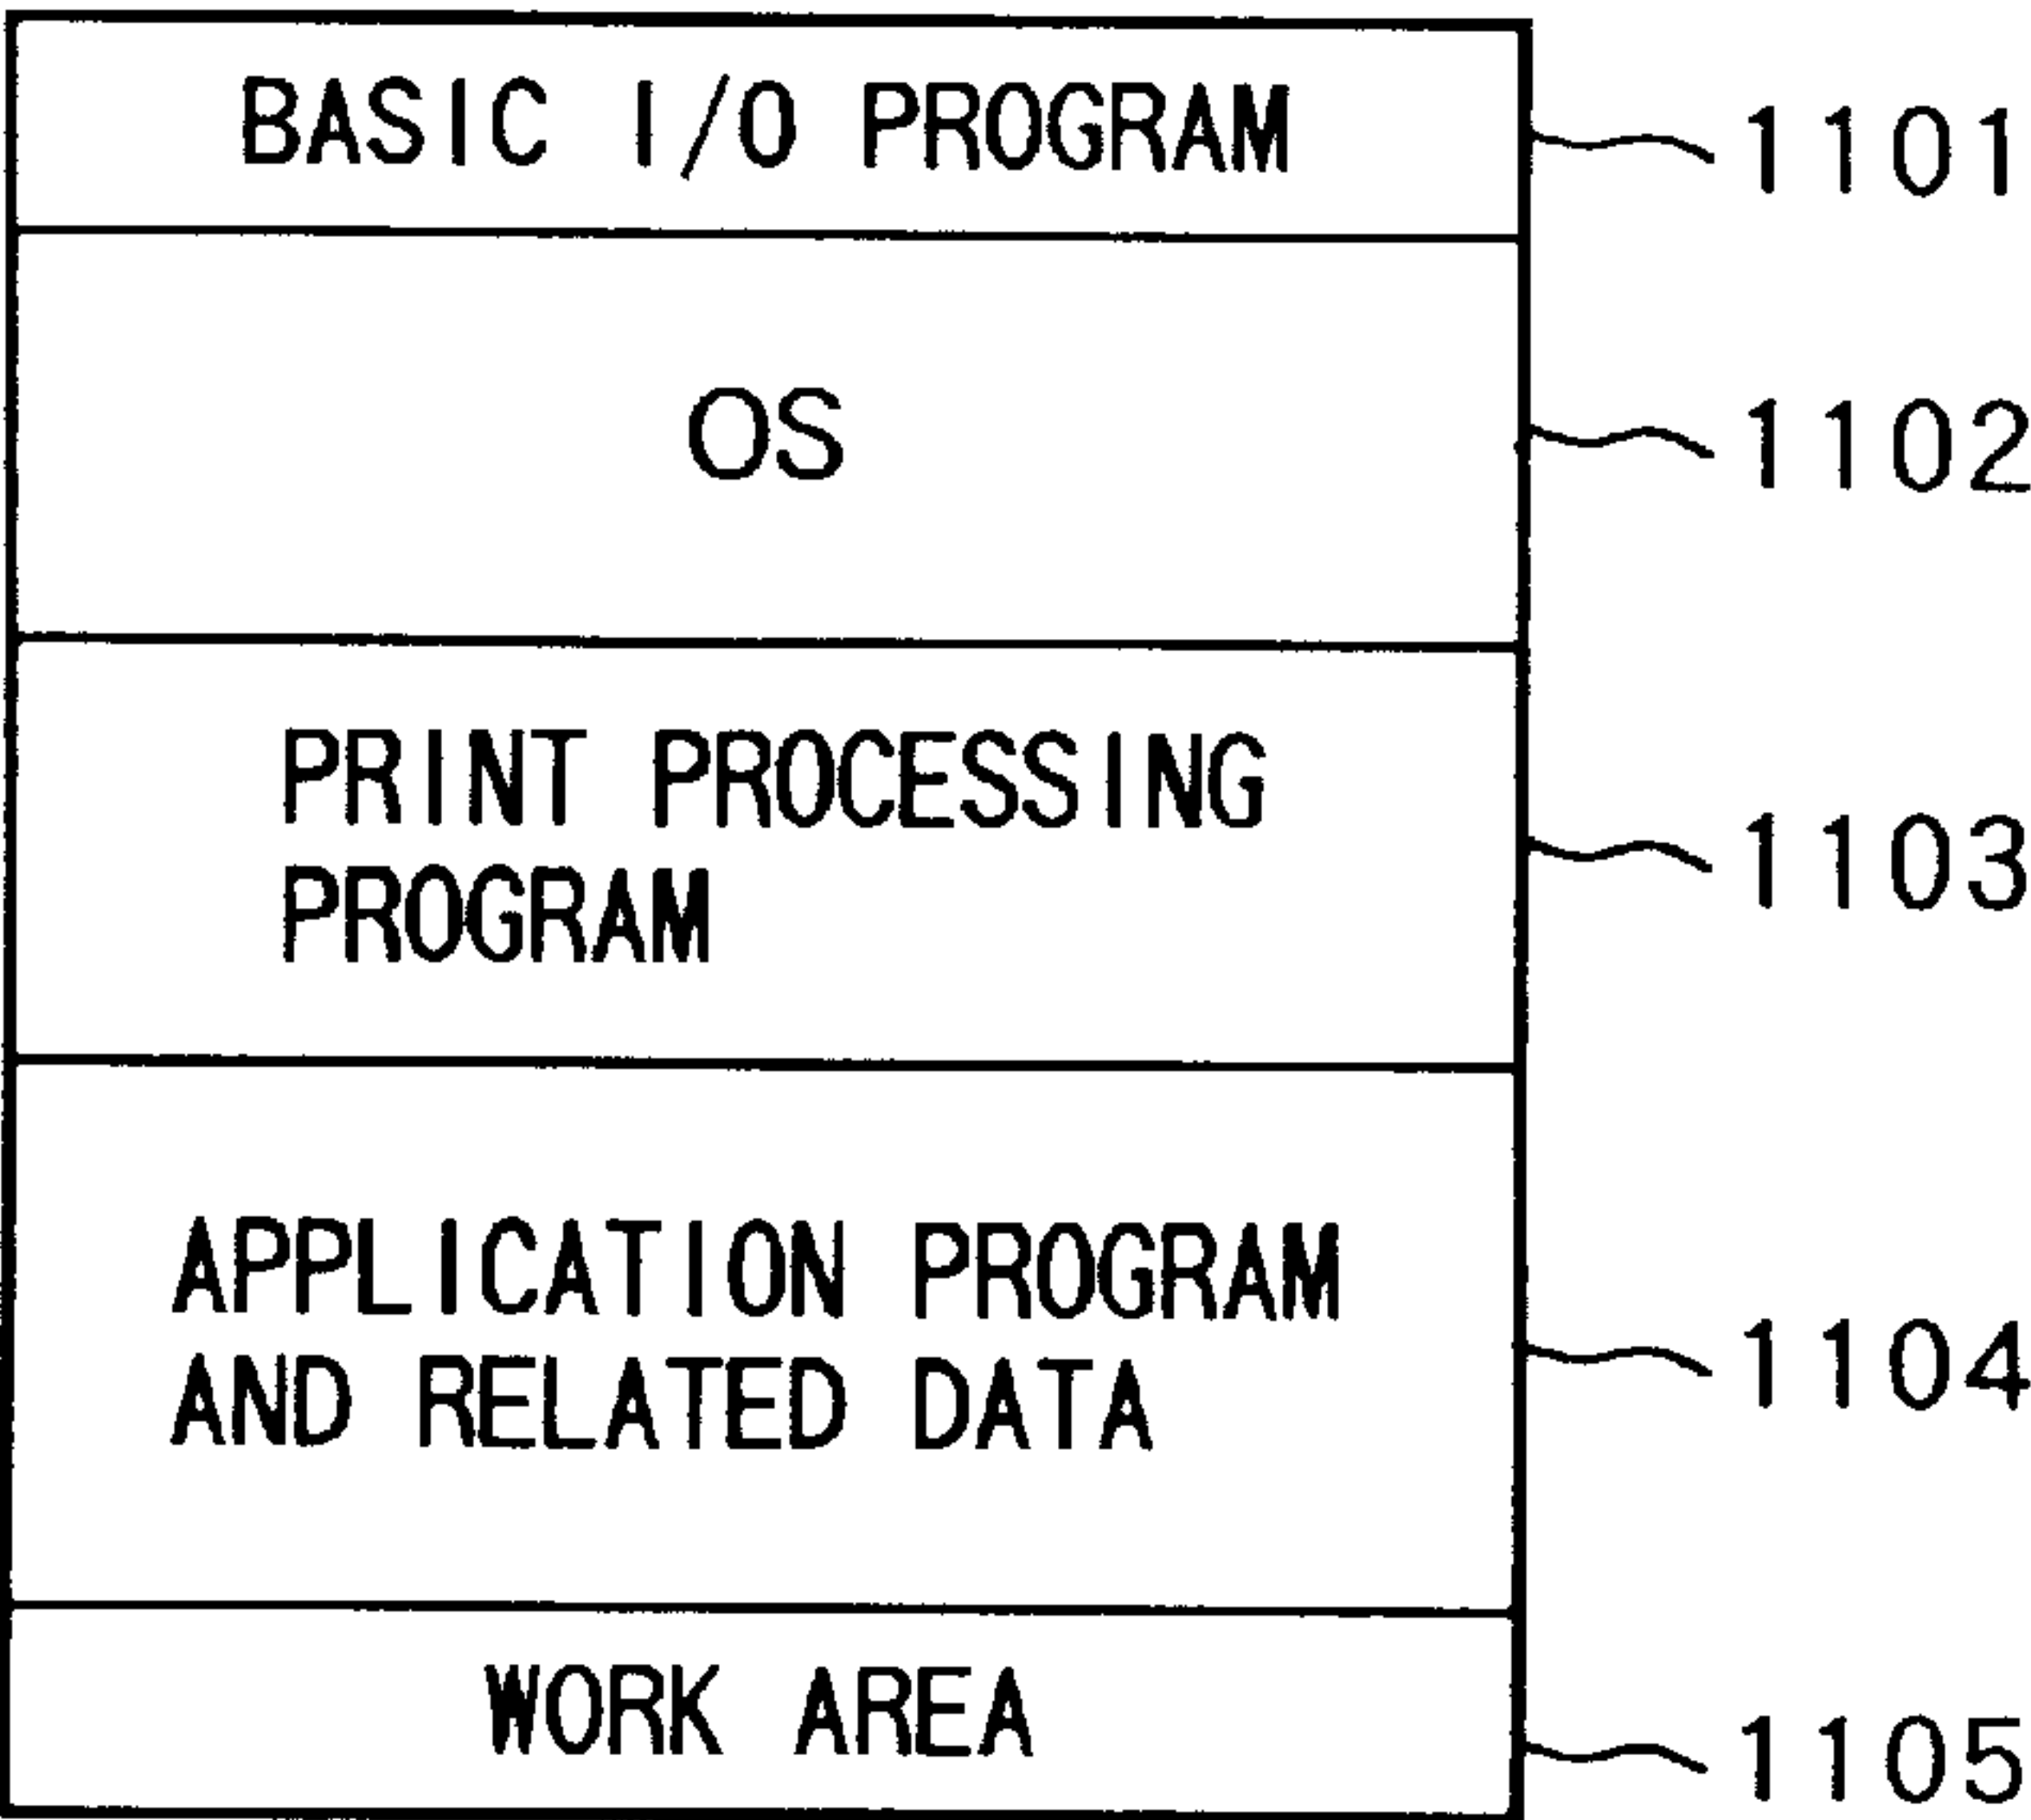 BASIC I/O PROGRAM 1101
OS 1102
PRINT PROCESSING
PROGRAM 1103
APPLICATION PROGRAM
AND RELATED DATA 1104
WORK AREA 1105